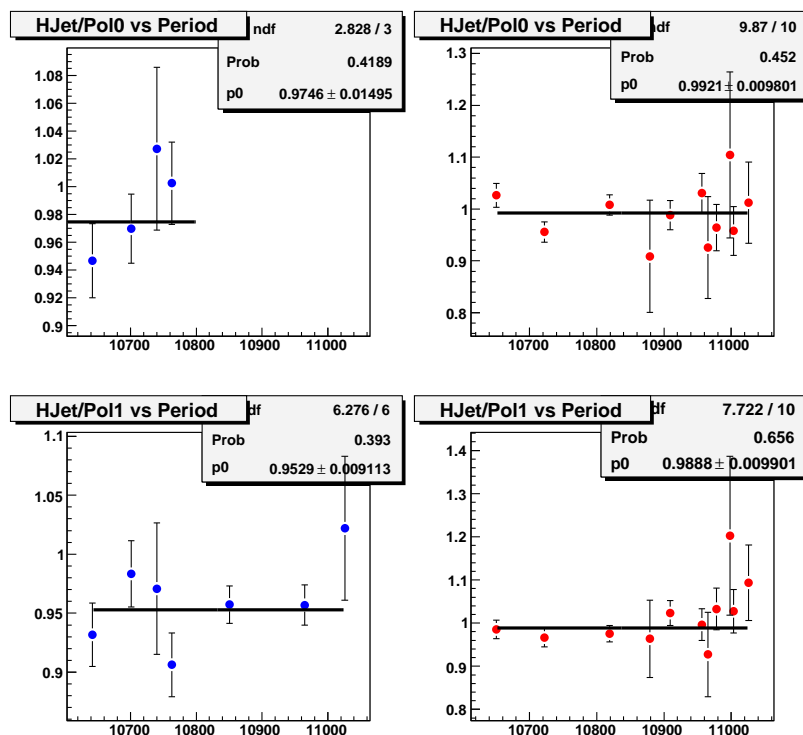 HJet/Pol0 vs Period
ndf 2.828 / 3
Prob 0.4189
p0 0.9746 ± 0.01495
1.08
1.06
1.04
1.02
1
0.98
0.96
0.94
0.92
0.9
10700 10800 10900 11000
HJet/Pol0 vs Period
ndf 9.87 / 10
Prob 0.452
p0 0.9921 ± 0.009801
1.3
1.2
1.1
1
0.9
0.8
10700 10800 10900 11000
HJet/Pol1 vs Period
df 6.276 / 6
Prob 0.393
p0 0.9529 ± 0.009113
1.1
1.05
1
0.95
0.9
10700 10800 10900 11000
HJet/Pol1 vs Period
df 7.722 / 10
Prob 0.656
p0 0.9888 ± 0.009901
1.4
1.3
1.2
1.1
1
0.9
0.8
10700 10800 10900 11000